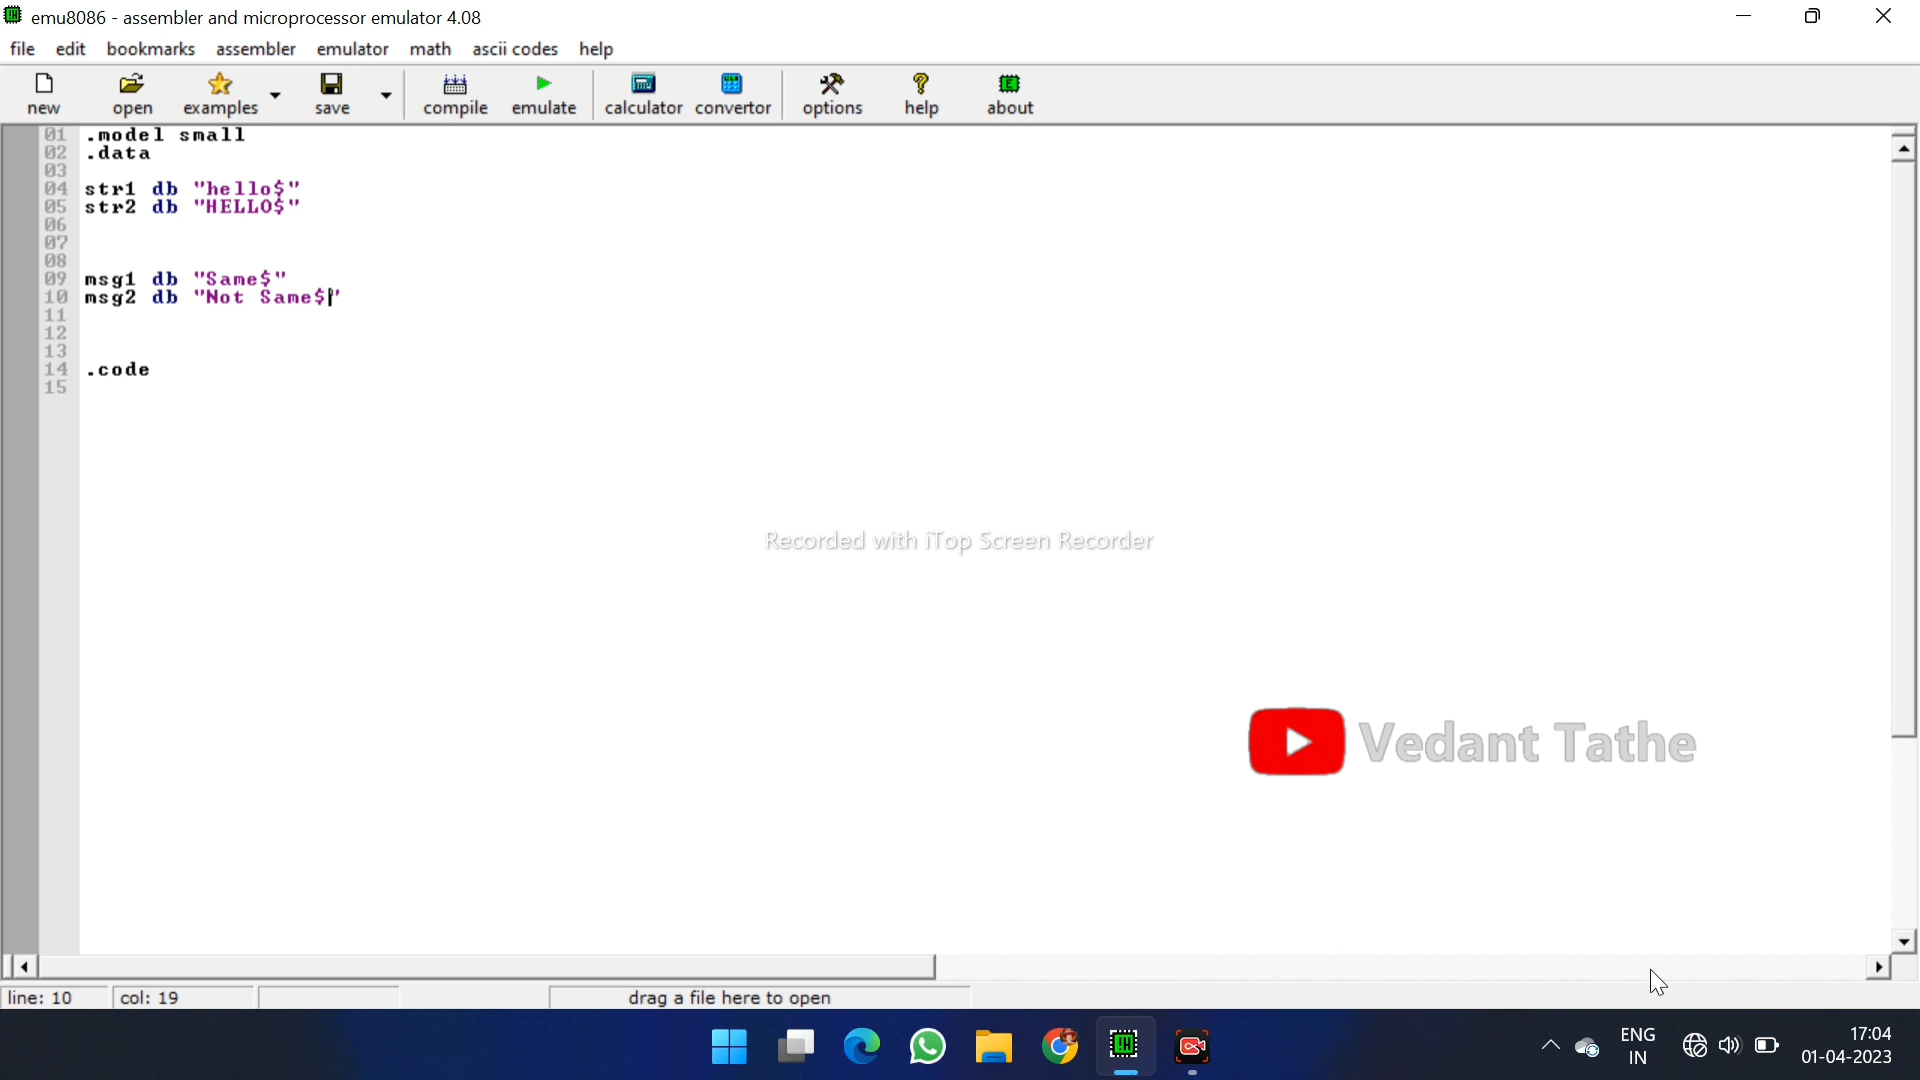 emu8086 - assembler and microprocessor emulator 4.08
file edit bookmarks assembler emulator math ascii codes help
new open examples save compile emulate calculator convertor options help about
01 .model small
02 .data
03
04 str1 db "hello$"
05 str2 db "HELLO$"
06
07
08
09 msg1 db "Same$"
10 msg2 db "Not Same$"
11
12
13
14 .code
15
Recorded with iTop Screen Recorder
Vedant Tathe
line: 10 col: 19 drag a file here to open
ENG 17:04
IN 01-04-2023